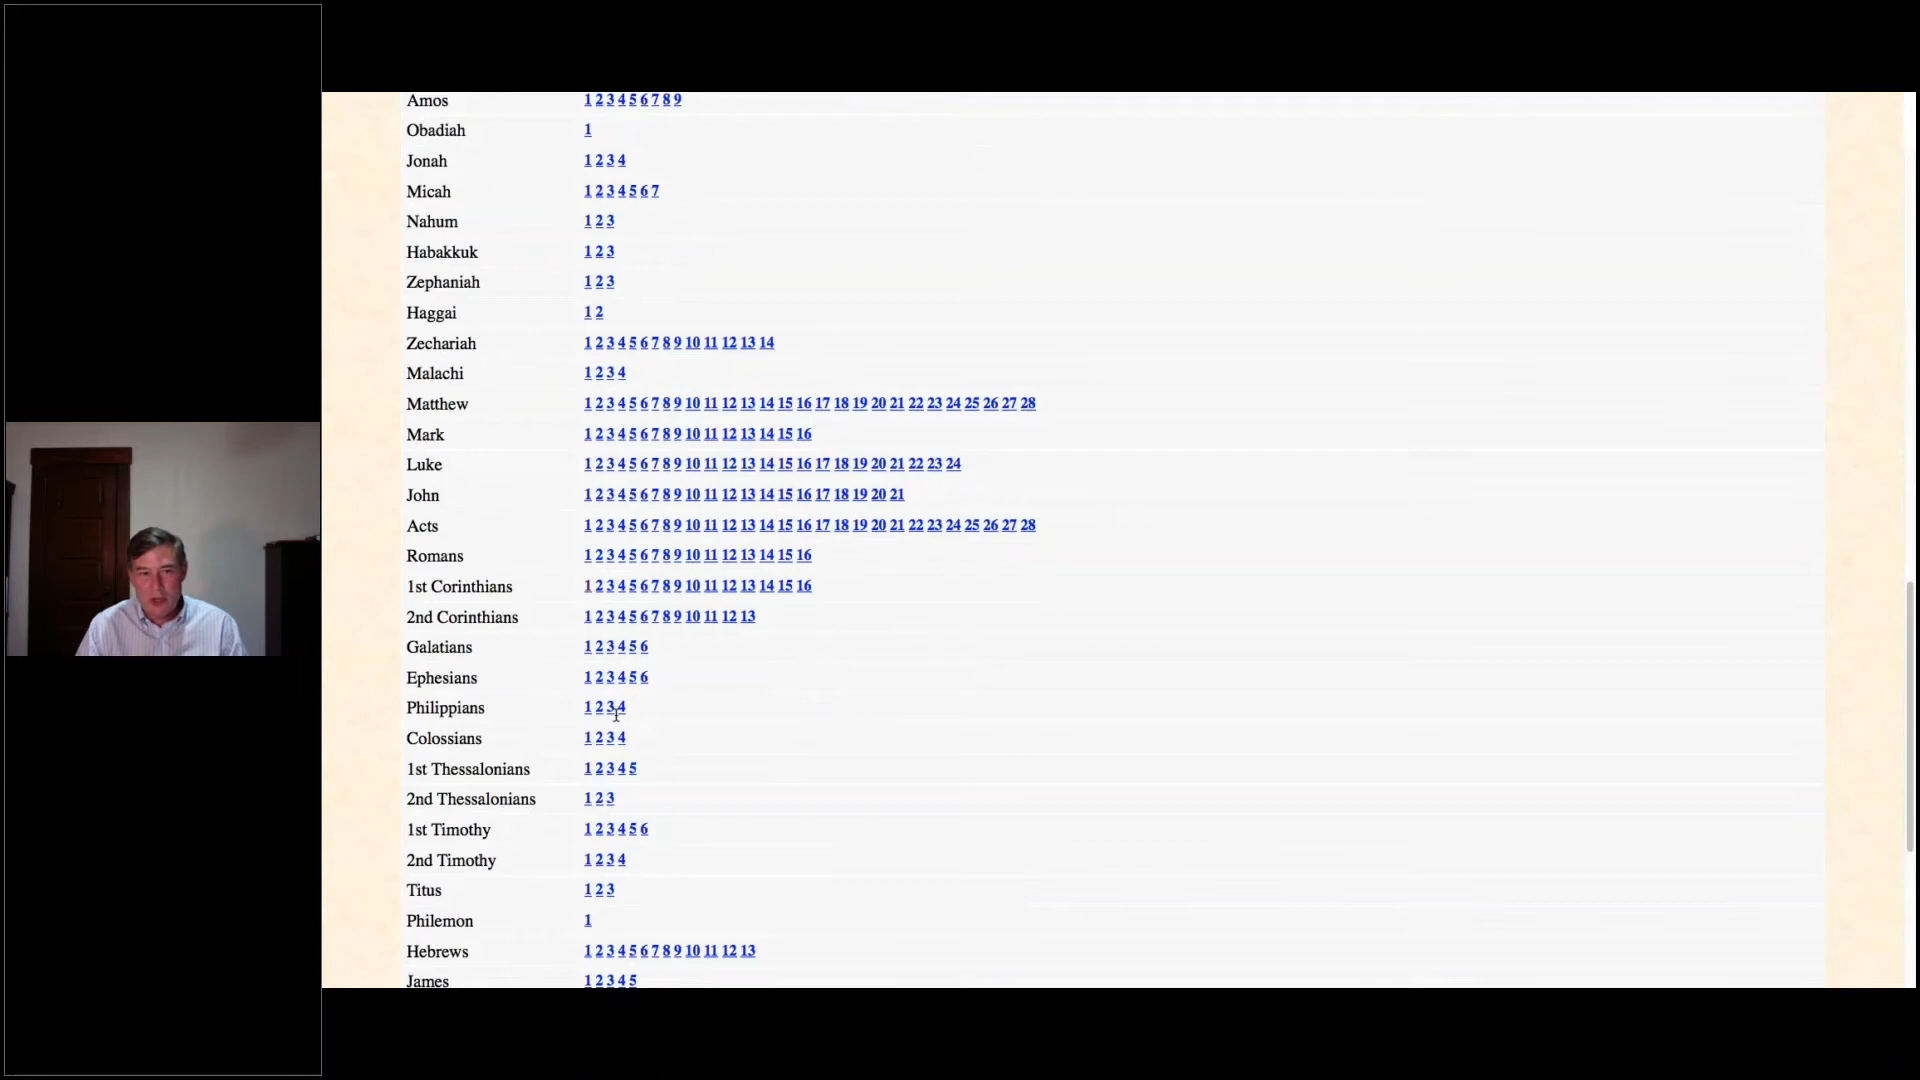 Amos 1 2 3 4 5 6 7 8 9
Obadiah 1
Jonah 1 2 3 4
Micah 1 2 3 4 5 6 7
Nahum 1 2 3
Habakkuk 1 2 3
Zephaniah 1 2 3
Haggai 1 2
Zechariah 1 2 3 4 5 6 7 8 9 10 11 12 13 14
Malachi 1 2 3 4
Matthew 1 2 3 4 5 6 7 8 9 10 11 12 13 14 15 16 17 18 19 20 21 22 23 24 25 26 27 28
Mark 1 2 3 4 5 6 7 8 9 10 11 12 13 14 15 16
Luke 1 2 3 4 5 6 7 8 9 10 11 12 13 14 15 16 17 18 19 20 21 22 23 24
John 1 2 3 4 5 6 7 8 9 10 11 12 13 14 15 16 17 18 19 20 21
Acts 1 2 3 4 5 6 7 8 9 10 11 12 13 14 15 16 17 18 19 20 21 22 23 24 25 26 27 28
Romans 1 2 3 4 5 6 7 8 9 10 11 12 13 14 15 16
1st Corinthians 1 2 3 4 5 6 7 8 9 10 11 12 13 14 15 16
2nd Corinthians 1 2 3 4 5 6 7 8 9 10 11 12 13
Galatians 1 2 3 4 5 6
Ephesians 1 2 3 4 5 6
Philippians 1 2 3 4
Colossians 1 2 3 4
1st Thessalonians 1 2 3 4 5
2nd Thessalonians 1 2 3
1st Timothy 1 2 3 4 5 6
2nd Timothy 1 2 3 4
Titus 1 2 3
Philemon 1
Hebrews 1 2 3 4 5 6 7 8 9 10 11 12 13
James 1 2 3 4 5